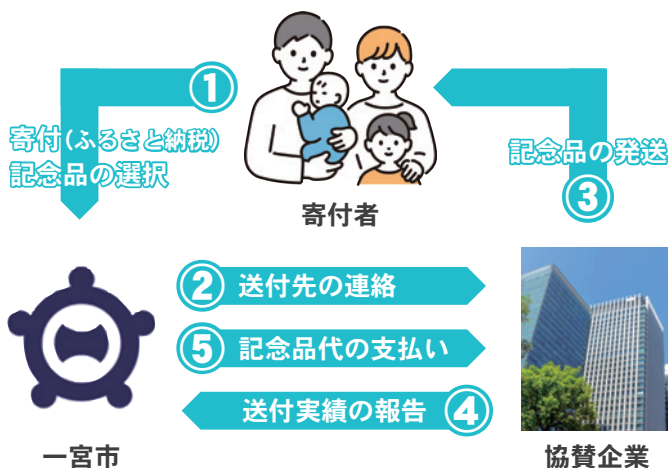 ①
寄付(ふるさと納税)
記念品の選択
記念品の発送
③
寄付者
② 送付先の連絡
⑤ 記念品代の支払い
送付実績の報告 ④
一宮市
協賛企業